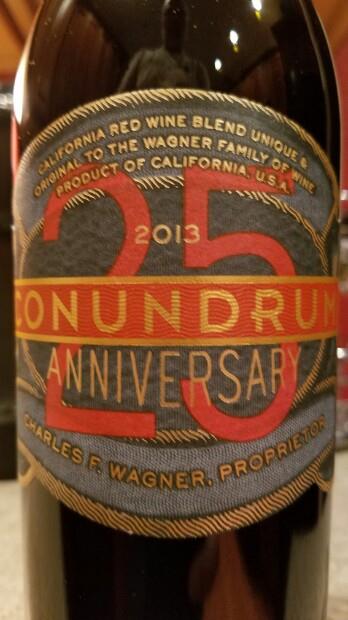 CALIFORNIA RED WINE BLEND UNIQUE &
ORIGINAL TO THE WAGNER FAMILY OF WINE
PRODUCT OF CALIFORNIA, U.S.A.
25
2013
CONUNDRUM
ANNIVERSARY
CHARLES F. WAGNER, PROPRIETOR